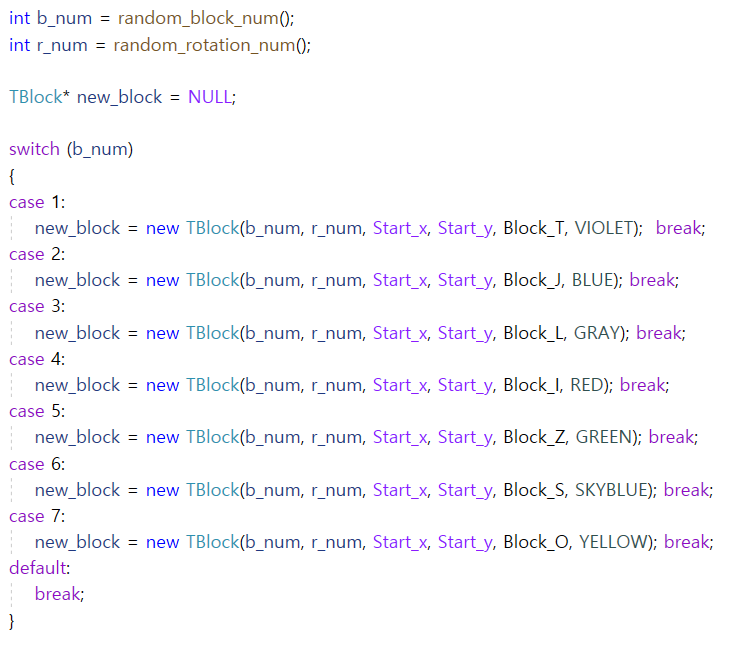 int b_num = random_block_num();
int r_num = random_rotation_num();
TBlock* new_block = NULL;
switch (b_num)
{
case 1:
new_block = new TBlock(b_num, r_num, Start_x, Start_y, Block_T, VIOLET);  break;
case 2:
new_block = new TBlock(b_num, r_num, Start_x, Start_y, Block_J, BLUE); break;
case 3:
new_block = new TBlock(b_num, r_num, Start_x, Start_y, Block_L, GRAY); break;
case 4:
new_block = new TBlock(b_num, r_num, Start_x, Start_y, Block_I, RED); break;
case 5:
new_block = new TBlock(b_num, r_num, Start_x, Start_y, Block_Z, GREEN); break;
case 6:
new_block = new TBlock(b_num, r_num, Start_x, Start_y, Block_S, SKYBLUE); break;
case 7:
new_block = new TBlock(b_num, r_num, Start_x, Start_y, Block_O, YELLOW); break;
default:
break;
}